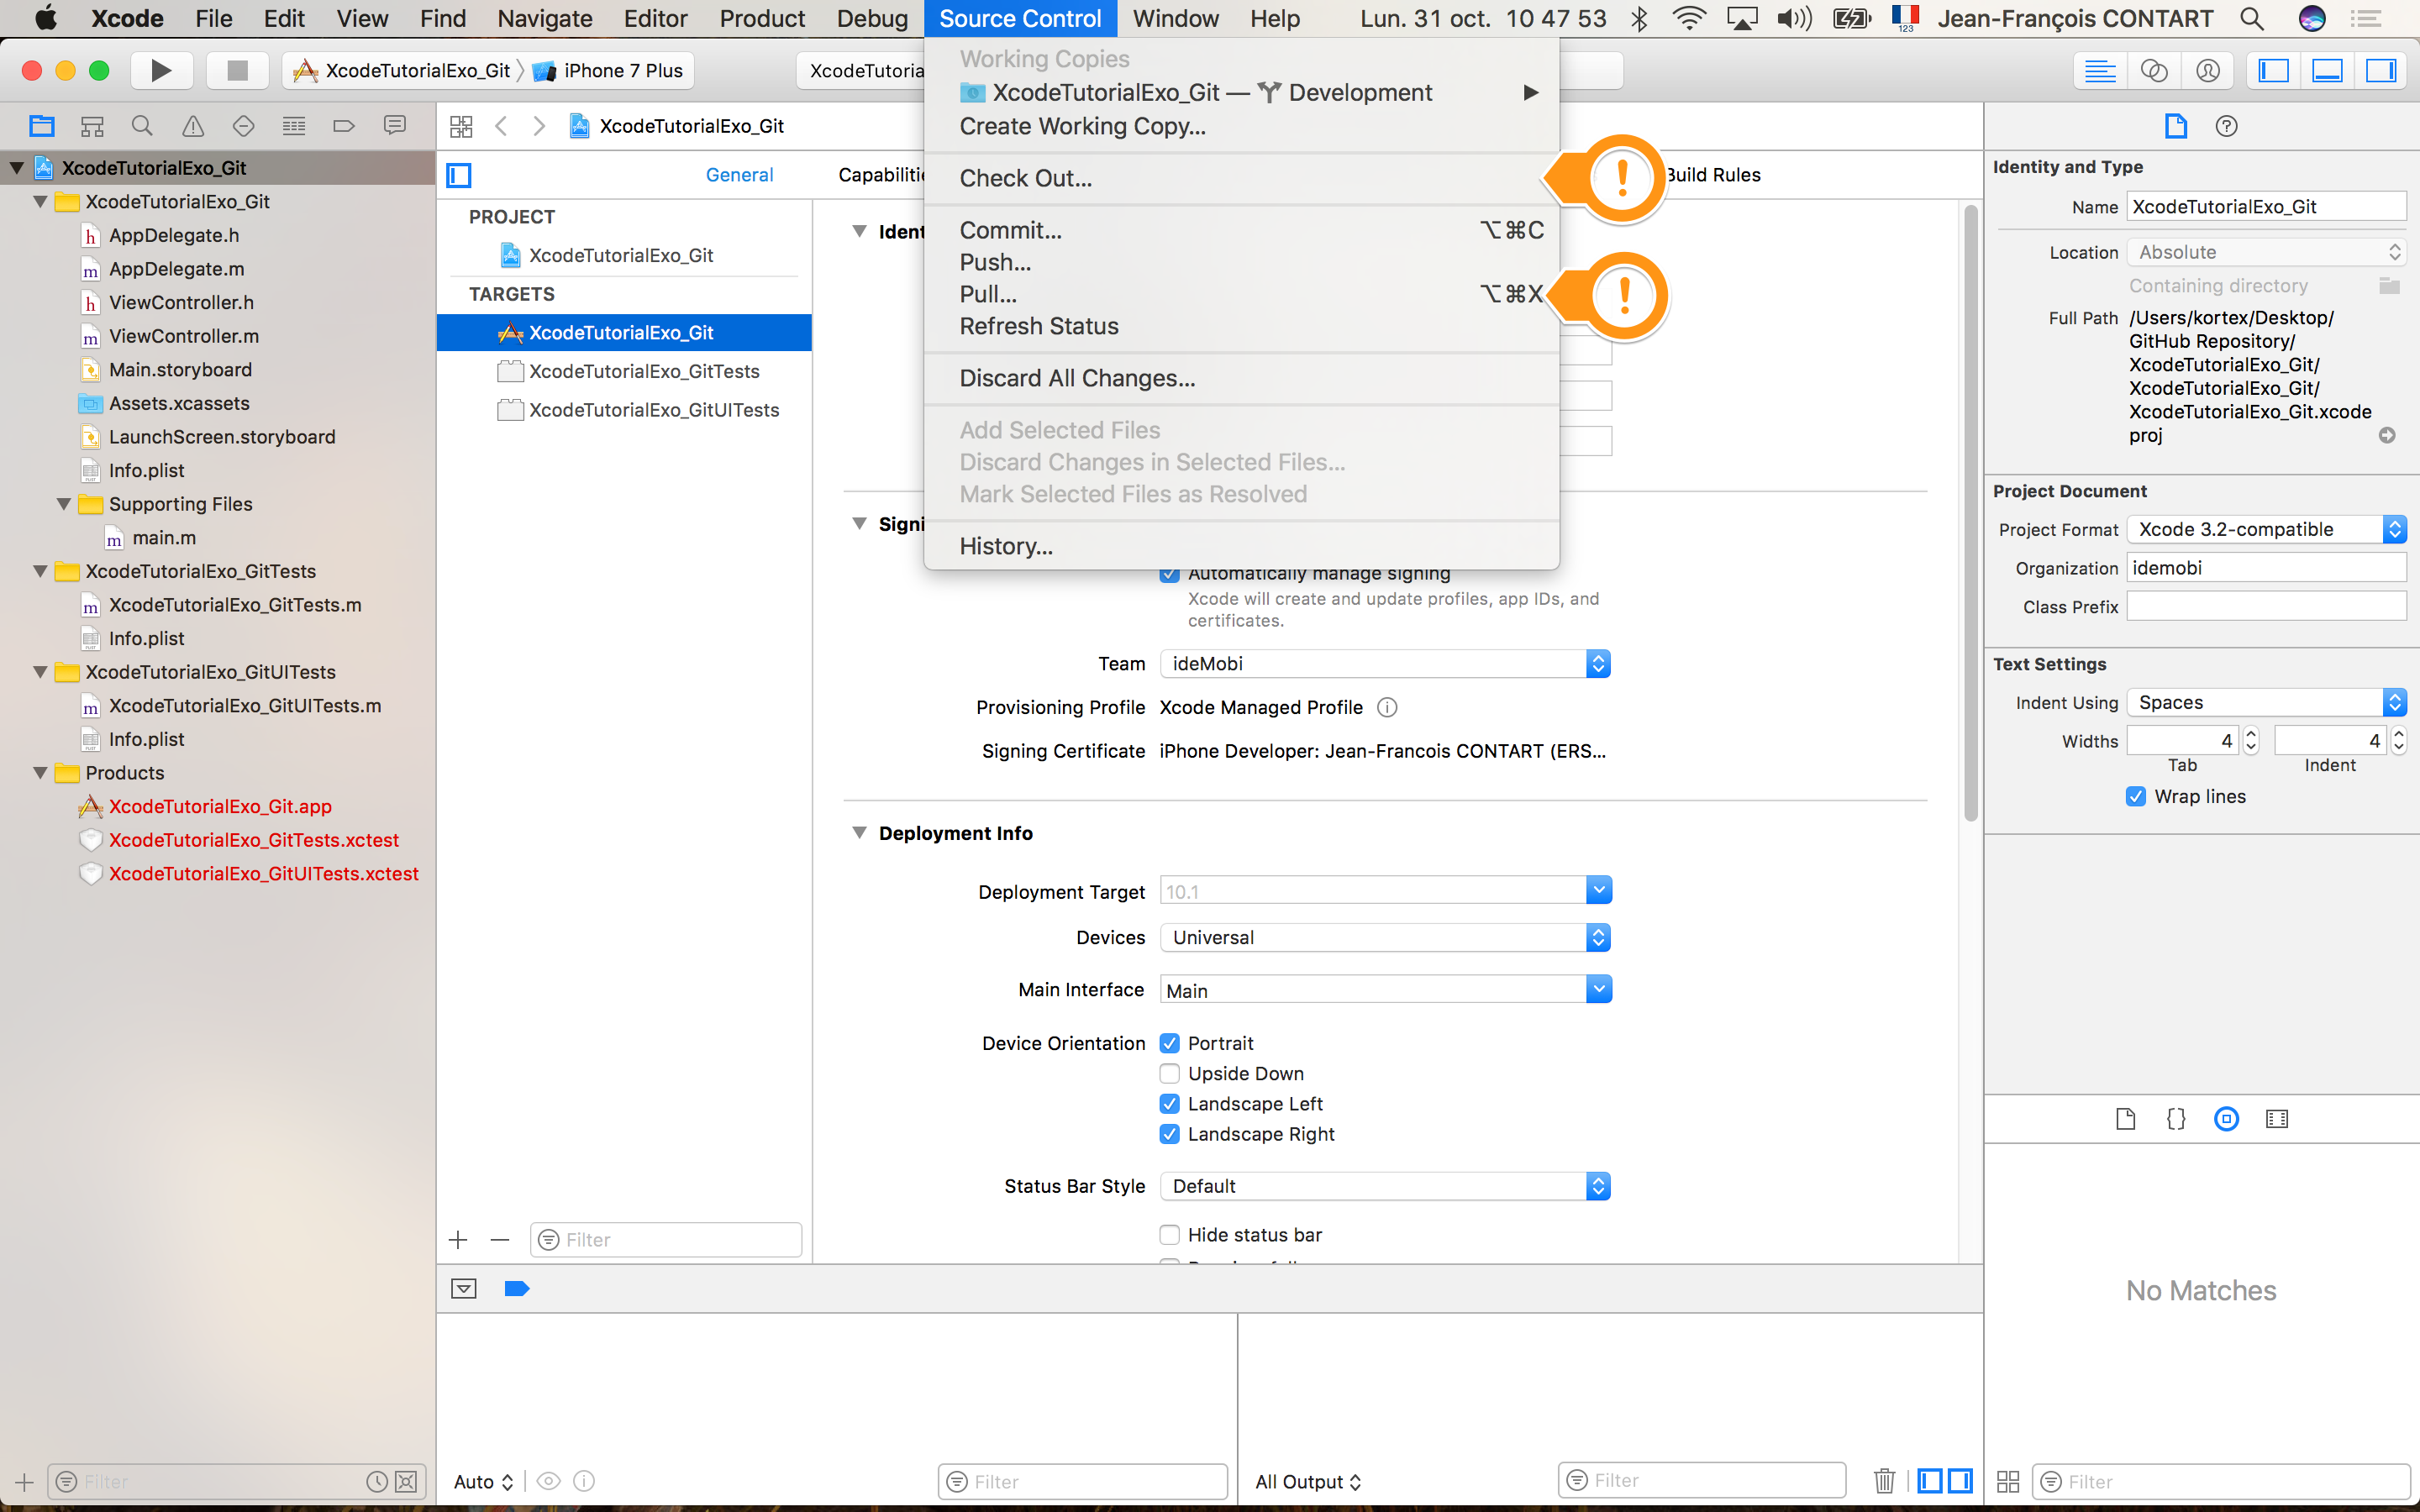 Xcode File Edit View Find Navigate Editor Product Debug Source Control Window Help Lun. 31 oct. 10 47 53 123 Jean-François CONTART
XcodeTutorialExo_Git iPhone 7 Plus XcodeTutoria
Working Copies
XcodeTutorialExo_Git — Development
Create Working Copy...
Check Out...
Commit... ⌥⌘C
Push...
Pull... ⌥⌘X
Refresh Status
Discard All Changes...
Add Selected Files
Discard Changes in Selected Files...
Mark Selected Files as Resolved
History...
XcodeTutorialExo_Git
XcodeTutorialExo_Git
AppDelegate.h
AppDelegate.m
ViewController.h
ViewController.m
Main.storyboard
Assets.xcassets
LaunchScreen.storyboard
Info.plist
Supporting Files
main.m
XcodeTutorialExo_GitTests
XcodeTutorialExo_GitTests.m
Info.plist
XcodeTutorialExo_GitUITests
XcodeTutorialExo_GitUITests.m
Info.plist
Products
XcodeTutorialExo_Git.app
XcodeTutorialExo_GitTests.xctest
XcodeTutorialExo_GitUITests.xctest
Filter
XcodeTutorialExo_Git
General Capabiliti Build Rules
PROJECT
XcodeTutorialExo_Git
TARGETS
XcodeTutorialExo_Git
XcodeTutorialExo_GitTests
XcodeTutorialExo_GitUITests
Filter
Ident
Signi
Automatically manage signing
Xcode will create and update profiles, app IDs, and
certificates.
Team ideMobi
Provisioning Profile Xcode Managed Profile
Signing Certificate iPhone Developer: Jean-Francois CONTART (ERS...
Deployment Info
Deployment Target 10.1
Devices Universal
Main Interface Main
Device Orientation Portrait
Upside Down
Landscape Left
Landscape Right
Status Bar Style Default
Hide status bar
Auto Filter
All Output Filter
Identity and Type
Name XcodeTutorialExo_Git
Location Absolute
Containing directory
Full Path /Users/kortex/Desktop/
GitHub Repository/
XcodeTutorialExo_Git/
XcodeTutorialExo_Git/
XcodeTutorialExo_Git.xcode
proj
Project Document
Project Format Xcode 3.2-compatible
Organization idemobi
Class Prefix
Text Settings
Indent Using Spaces
Widths 4 4
Tab Indent
Wrap lines
No Matches
Filter